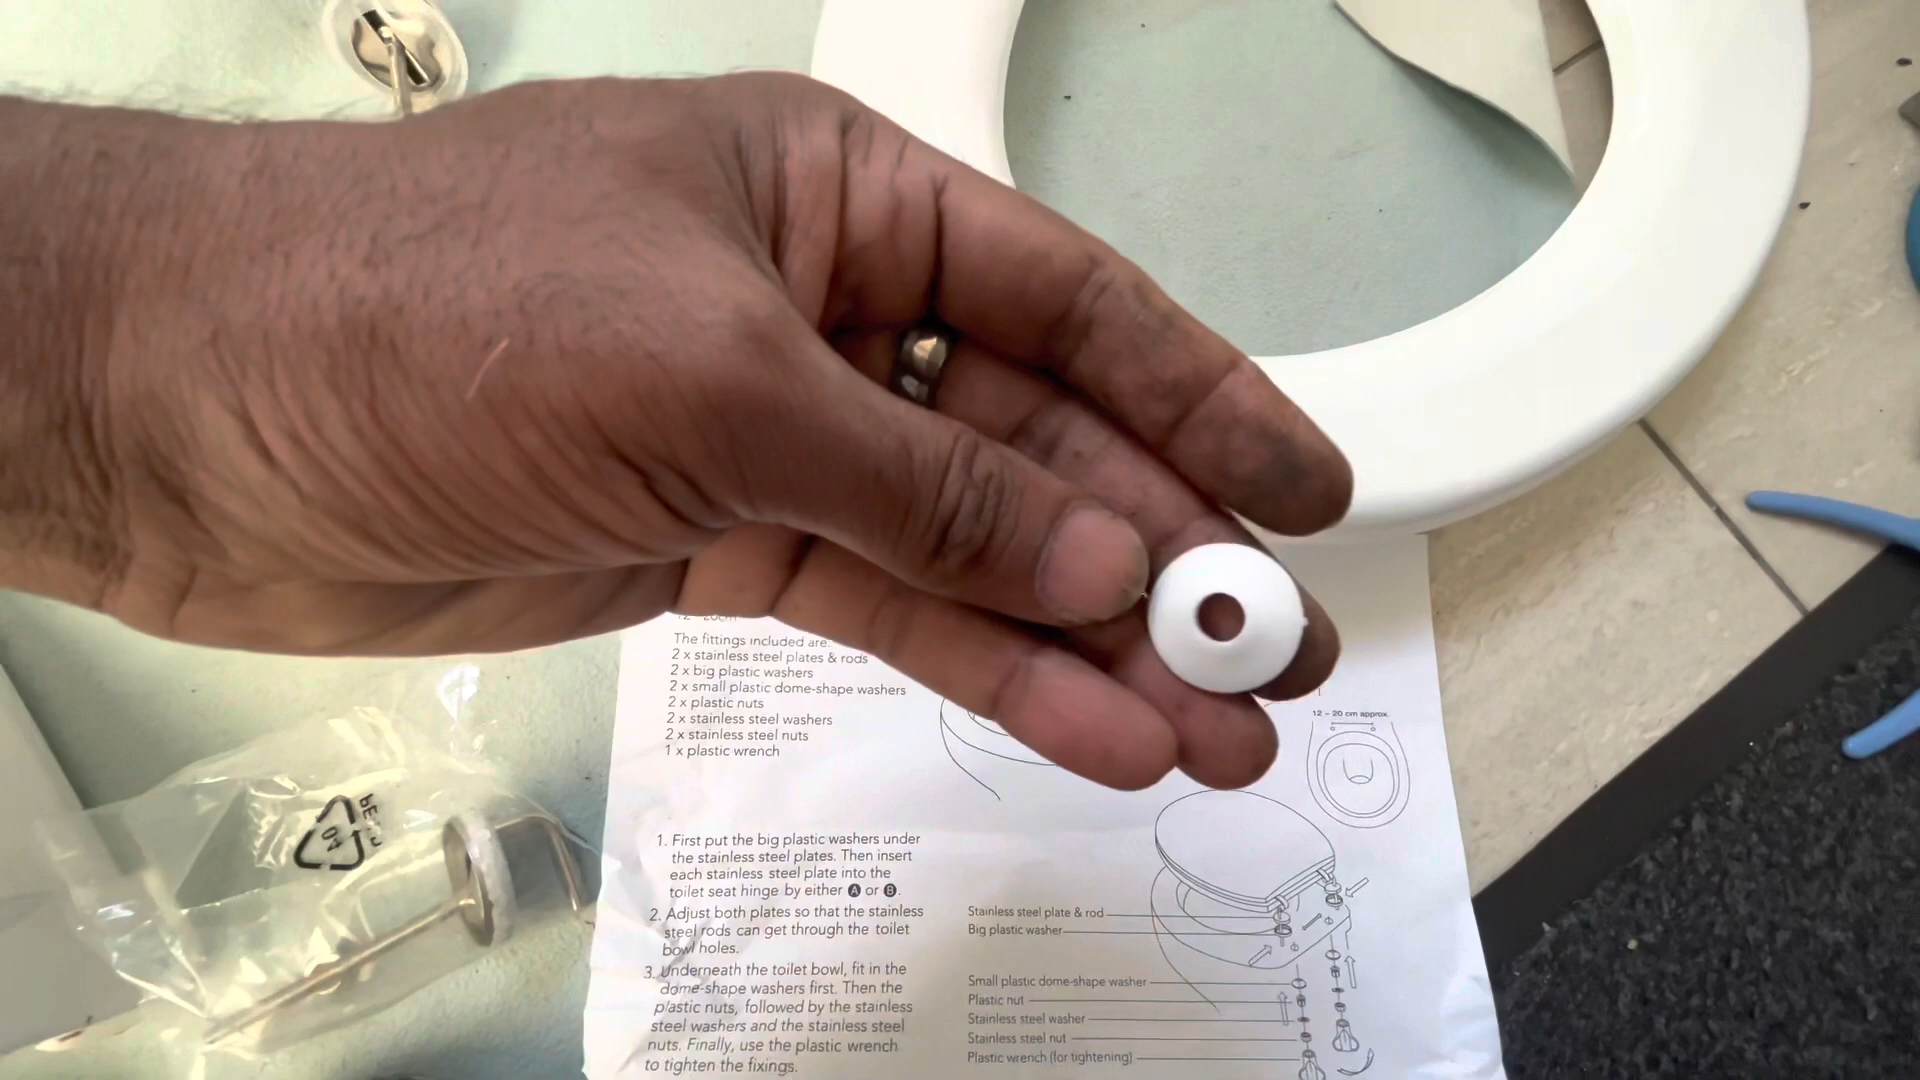 12 - 20cm
The fittings included are:
2 x stainless steel plates & rods
2 x big plastic washers
2 x small plastic dome-shape washers
2 x plastic nuts
2 x stainless steel washers
2 x stainless steel nuts
1 x plastic wrench
12 – 20 cm approx.
04
1. First put the big plastic washers under
the stainless steel plates. Then insert
each stainless steel plate into the
toilet seat hinge by either A or B.
2. Adjust both plates so that the stainless
steel rods can get through the toilet
bowl holes.
3. Underneath the toilet bowl, fit in the
dome-shape washers first. Then the
plastic nuts, followed by the stainless
steel washers and the stainless steel
nuts. Finally, use the plastic wrench
to tighten the fixings.
Stainless steel plate & rod
Big plastic washer
Small plastic dome-shape washer
Plastic nut
Stainless steel washer
Stainless steel nut
Plastic wrench (for tightening)